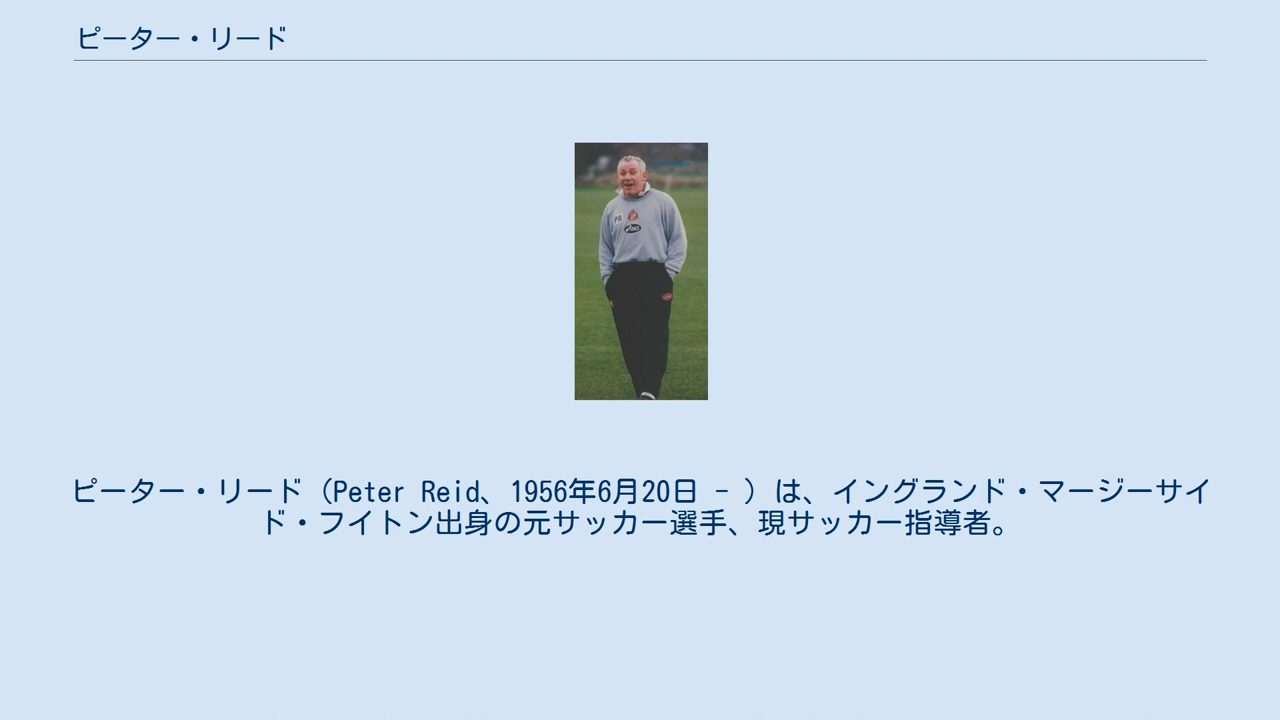 ピーター・リード
PR
asics
ピーター・リード（Peter Reid、1956年6月20日 - ）は、イングランド・マージーサイ
ド・フイトン出身の元サッカー選手、現サッカー指導者。